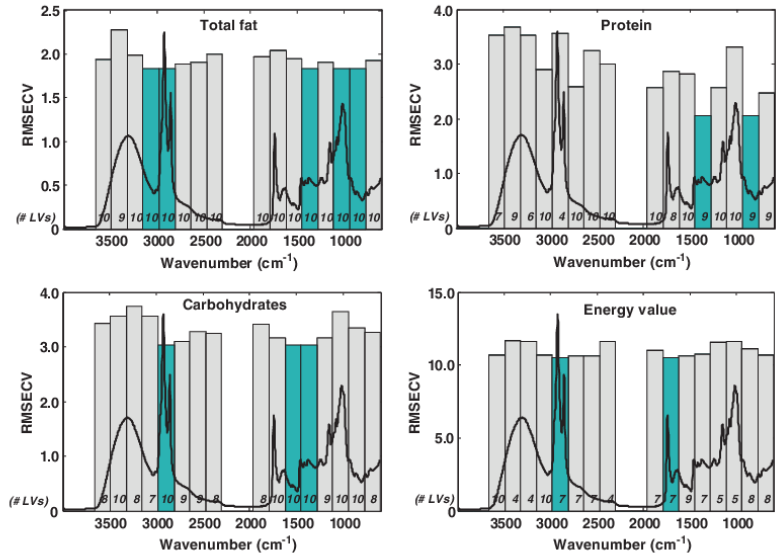 Total fat
2.5
2.0
1.5
1.0
0.5
0
RMSECV
(# LVs)
10 9 10 10 10 10 10 10 10 10 10 10 10 10 10 10
3500 3000 2500 2000 1500 1000
Wavenumber (cm-1)
Protein
4.0
3.0
2.0
1.0
0
RMSECV
(# LVs)
7 9 6 10 4 10 10 10 10 8 10 9 10 10 9 9
3500 3000 2500 2000 1500 1000
Wavenumber (cm-1)
Carbohydrates
4.0
3.0
2.0
1.0
0
RMSECV
(# LVs)
8 10 8 7 10 9 9 8 8 10 10 10 9 10 10 8
3500 3000 2500 2000 1500 1000
Wavenumber (cm-1)
Energy value
15.0
10.0
5.0
0
RMSECV
(# LVs)
10 4 4 10 7 7 7 4 7 7 9 7 5 5 8 8
3500 3000 2500 2000 1500 1000
Wavenumber (cm-1)